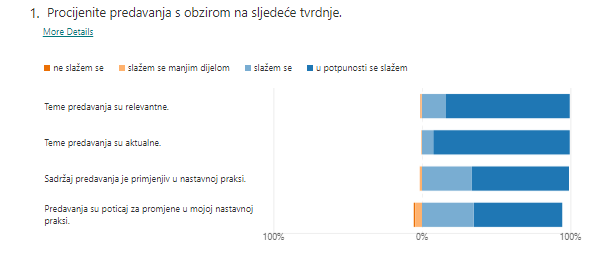 1. Procijenite predavanja s obzirom na sljedeće tvrdnje.
More Details
ne slažem se slažem se manjim dijelom slažem se u potpunosti se slažem
Teme predavanja su relevantne.
Teme predavanja su aktualne.
Sadržaj predavanja je primjenjiv u nastavnoj praksi.
Predavanja su poticaj za promjene u mojoj nastavnoj
praksi.
100% 0% 100%